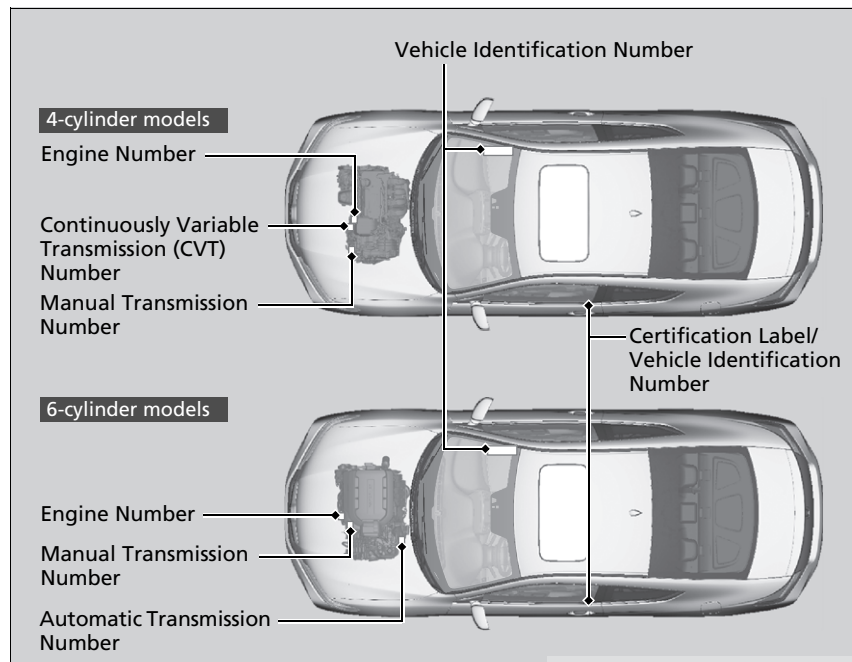 Vehicle Identification Number
4-cylinder models
Engine Number
Continuously Variable
Transmission (CVT)
Number
Manual Transmission
Number
Certification Label/
Vehicle Identification
Number
6-cylinder models
Engine Number
Manual Transmission
Number
Automatic Transmission
Number